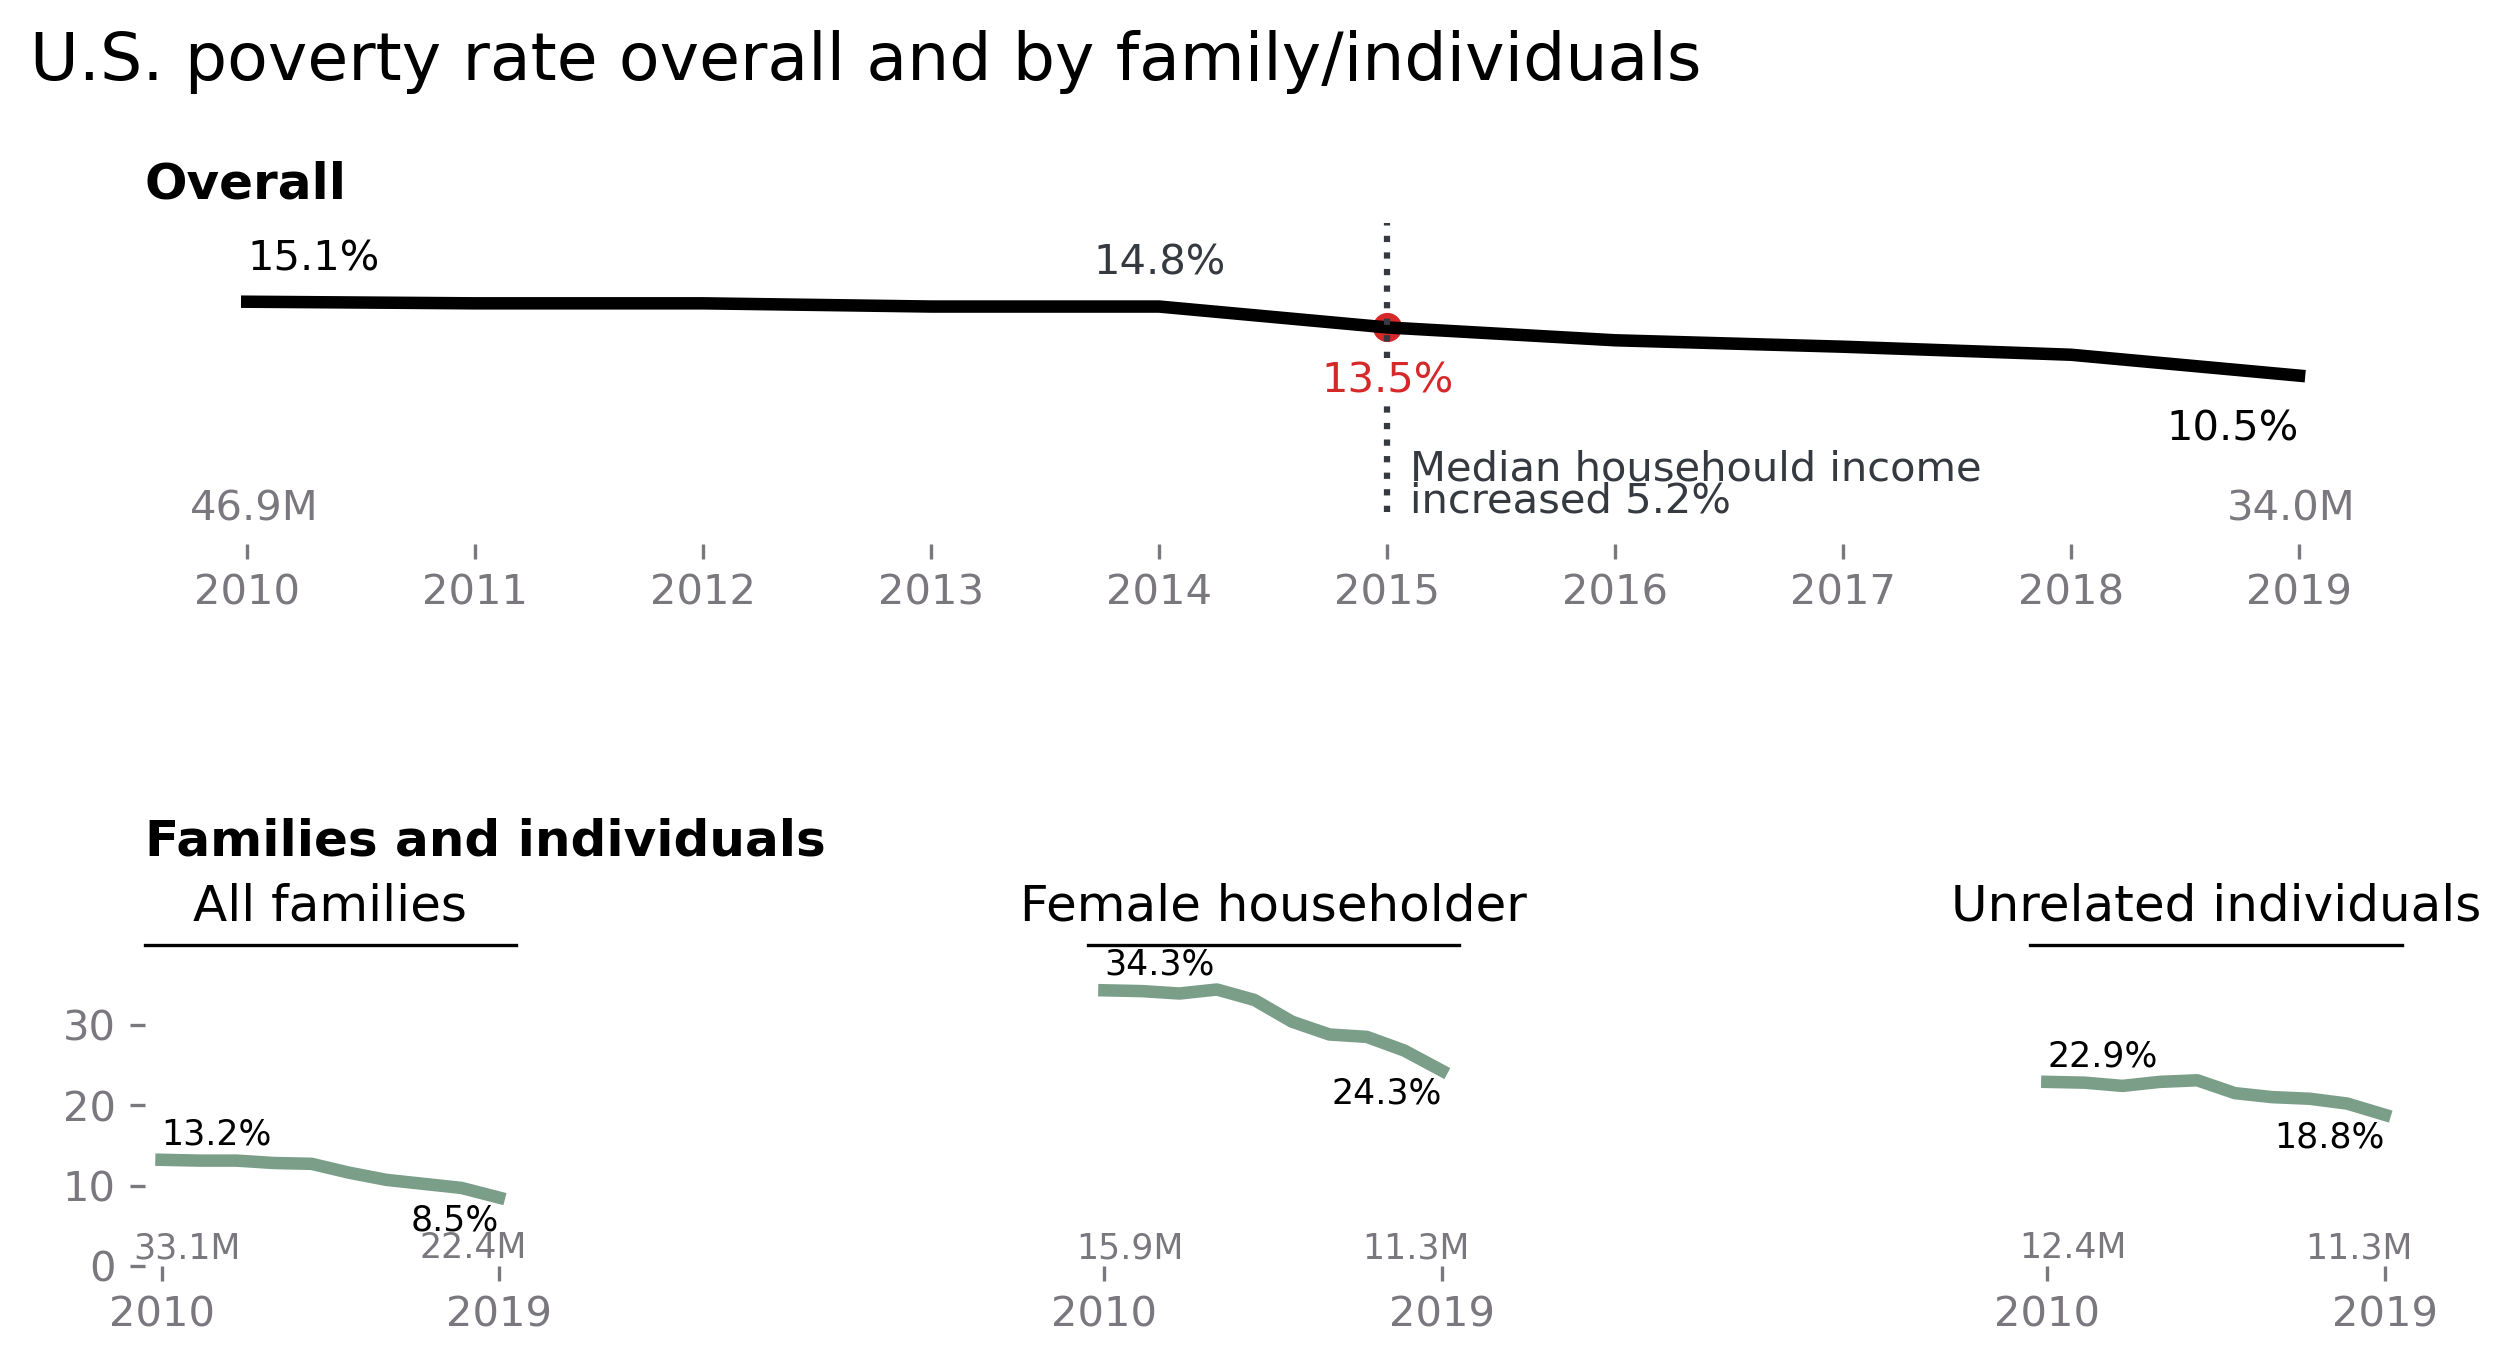 U.S. poverty rate overall and by family/individuals
Overall
15.1%
14.8%
13.5%
10.5%
Median househould income
increased 5.2%
46.9M
34.0M
2010 2011 2012 2013 2014 2015 2016 2017 2018 2019
Families and individuals
All families
30
20
10
0
13.2%
8.5%
33.1M
22.4M
2010 2019
Female householder
34.3%
24.3%
15.9M
11.3M
2010 2019
Unrelated individuals
22.9%
18.8%
12.4M
11.3M
2010 2019